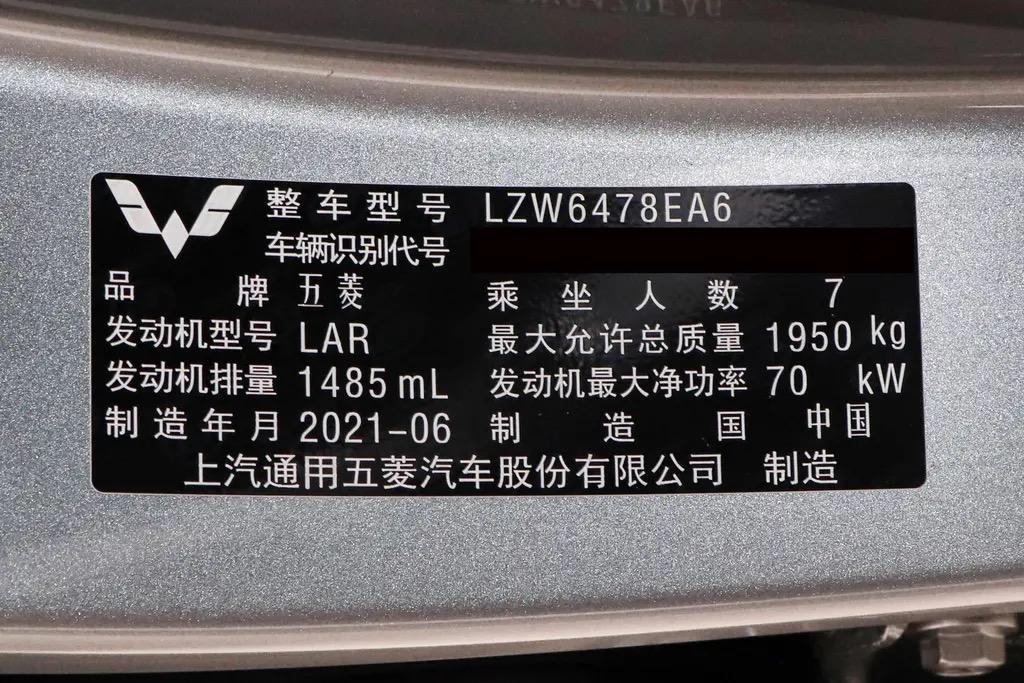 整车型号 LZW6478EA6
车辆识别代号
品牌 五菱 乘坐人数 7
发动机型号 LAR 最大允许总质量 1950 kg
发动机排量 1485 mL 发动机最大净功率 70 kW
制造年月 2021-06 制造国 中国
上汽通用五菱汽车股份有限公司 制造